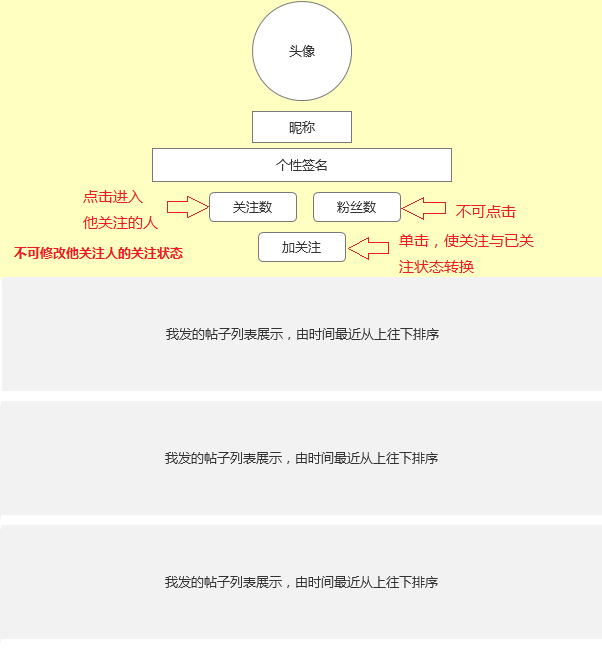 头像
昵称
个性签名
点击进入
他关注的人
关注数
粉丝数
不可点击
不可修改他关注人的关注状态
加关注
单击，使关注与已关
注状态转换
我发的帖子列表展示，由时间最近从上往下排序
我发的帖子列表展示，由时间最近从上往下排序
我发的帖子列表展示，由时间最近从上往下排序